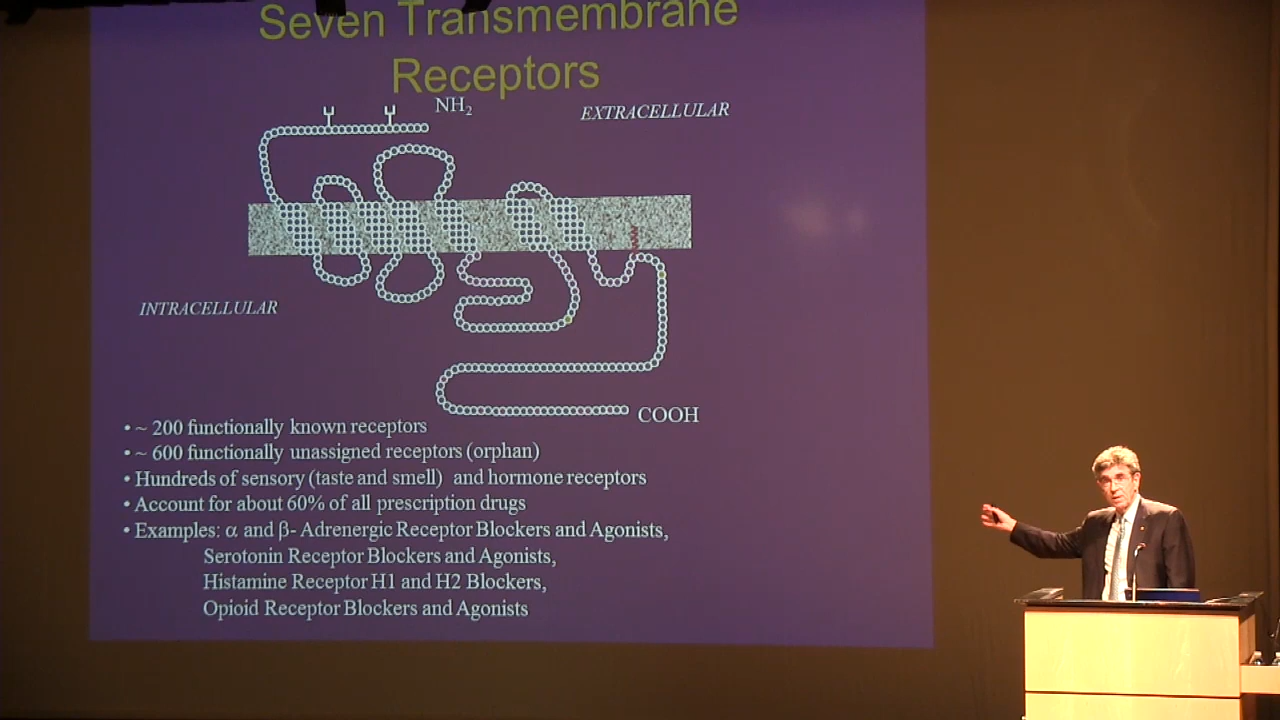 Seven Transmembrane
Receptors
NH₂
EXTRACELLULAR
INTRACELLULAR
COOH
• ~ 200 functionally known receptors
• ~ 600 functionally unassigned receptors (orphan)
• Hundreds of sensory (taste and smell) and hormone receptors
• Account for about 60% of all prescription drugs
• Examples: α and β- Adrenergic Receptor Blockers and Agonists,
Serotonin Receptor Blockers and Agonists,
Histamine Receptor H1 and H2 Blockers,
Opioid Receptor Blockers and Agonists